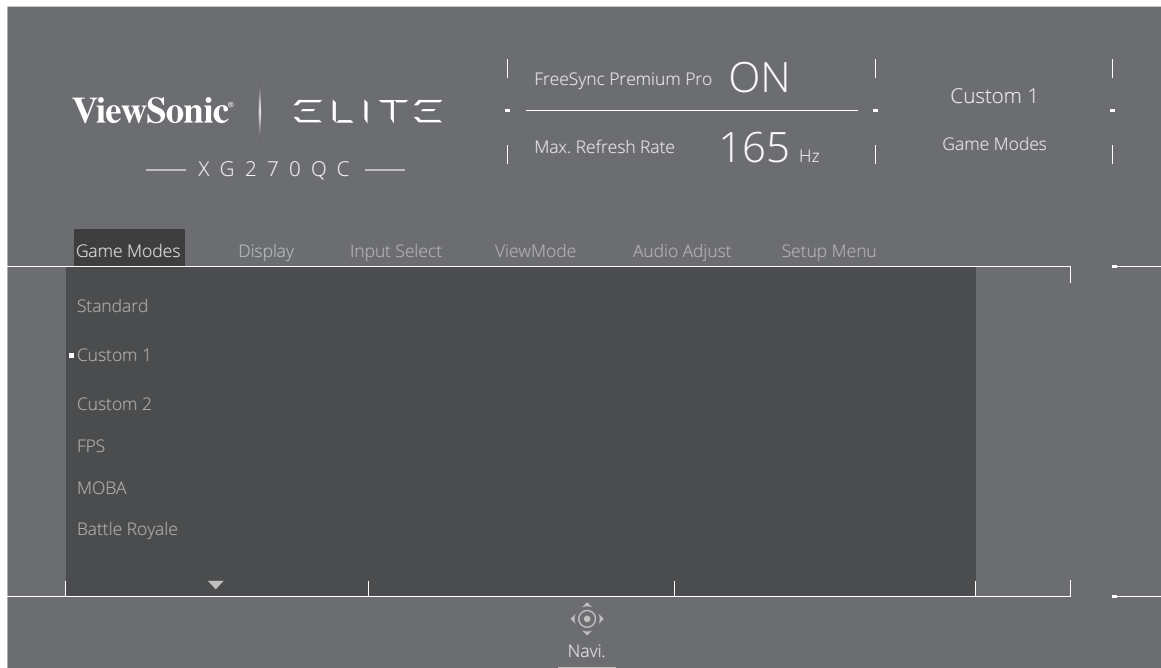 ViewSonic® | ELITE
XG270QC
FreeSync Premium Pro ON
Max. Refresh Rate 165 Hz
Custom 1
Game Modes
Game Modes Display Input Select ViewMode Audio Adjust Setup Menu
Standard
Custom 1
Custom 2
FPS
MOBA
Battle Royale
Navi.